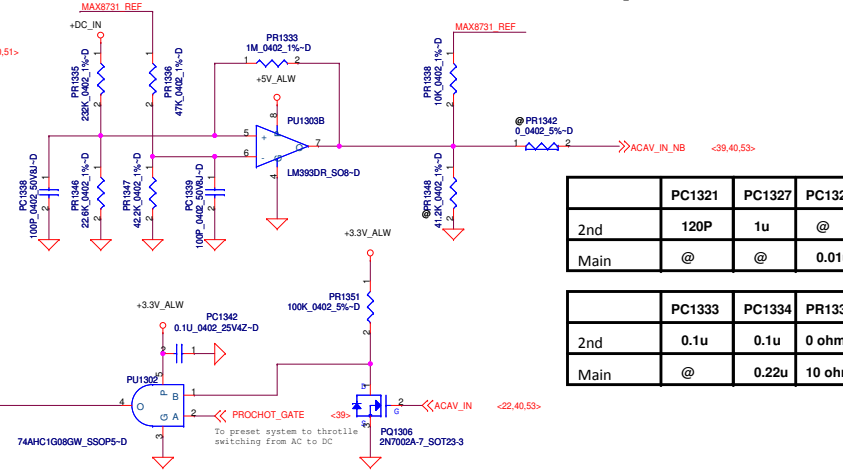 MAX8731_REF
+DC_IN
,51>
PR1335
232K_0402_1%~D
PR1336
47K_0402_1%~D
PR1333
1M_0402_1%~D
+5V_ALW
PU1303B
LM393DR_SO8~D
PC1338
100P_0402_50V8J~D
PR1346
22.6K_0402_1%~D
PR1347
42.2K_0402_1%~D
PC1339
100P_0402_50V8J~D
MAX8731_REF
PR1338
10K_0402_1%~D
@PR1348
41.2K_0402_1%~D
@ PR1342
0_0402_5%~D
ACAV_IN_NB <39,40,53>
PC1321 PC1327
2nd 120P 1u @
Main @ @
PC1333 PC1334
2nd 0.1u 0.1u
Main @ 0.22u
+3.3V_ALW
PR1351
100K_0402_5%~D
+3.3V_ALW
PC1342
0.1U_0402_25V4Z~D
PU1302
74AHC1G08GW_SSOP5~D
PROCHOT_GATE <39>
To preset system to throttle
switching from AC to DC
ACAV_IN <22,40,53>
PQ1306
2N7002A-7_SOT23-3